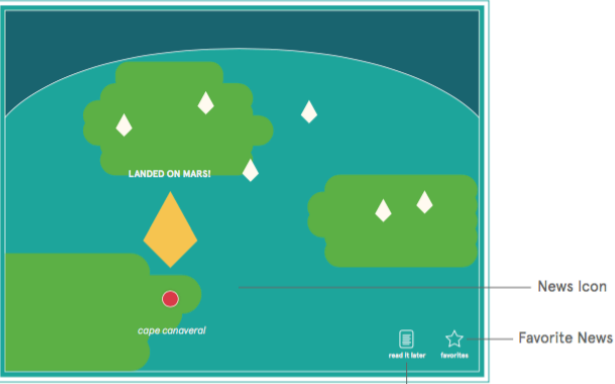 LANDED ON MARS!
News Icon
cape canaveral
Favorite News
read it later
favorites